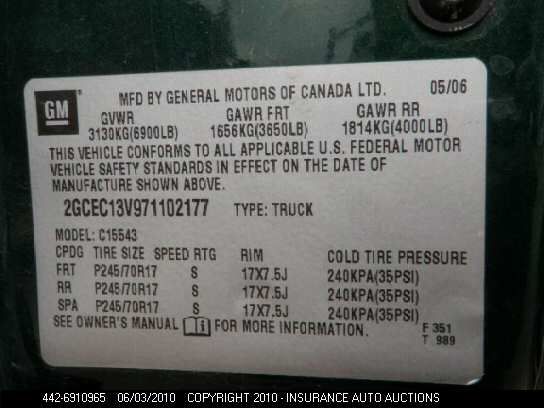 GM
MFD BY GENERAL MOTORS OF CANADA LTD. 05/06
GVWR GAWR FRT GAWR RR
3130KG(6900LB) 1656KG(3650LB) 1814KG(4000LB)
THIS VEHICLE CONFORMS TO ALL APPLICABLE U.S. FEDERAL MOTOR
VEHICLE SAFETY STANDARDS IN EFFECT ON THE DATE OF
MANUFACTURE SHOWN ABOVE.
2GCEC13V971102177 TYPE: TRUCK
MODEL: C15543
CPDG TIRE SIZE SPEED RTG RIM COLD TIRE PRESSURE
FRT P245/70R17 S 17X7.5J 240KPA(35PSI)
RR P245/70R17 S 17X7.5J 240KPA(35PSI)
SPA P245/70R17 S 17X7.5J 240KPA(35PSI)
SEE OWNER'S MANUAL FOR MORE INFORMATION. F 351
T 989
442-6910965 06/03/2010 COPYRIGHT 2010 - INSURANCE AUTO AUCTIONS